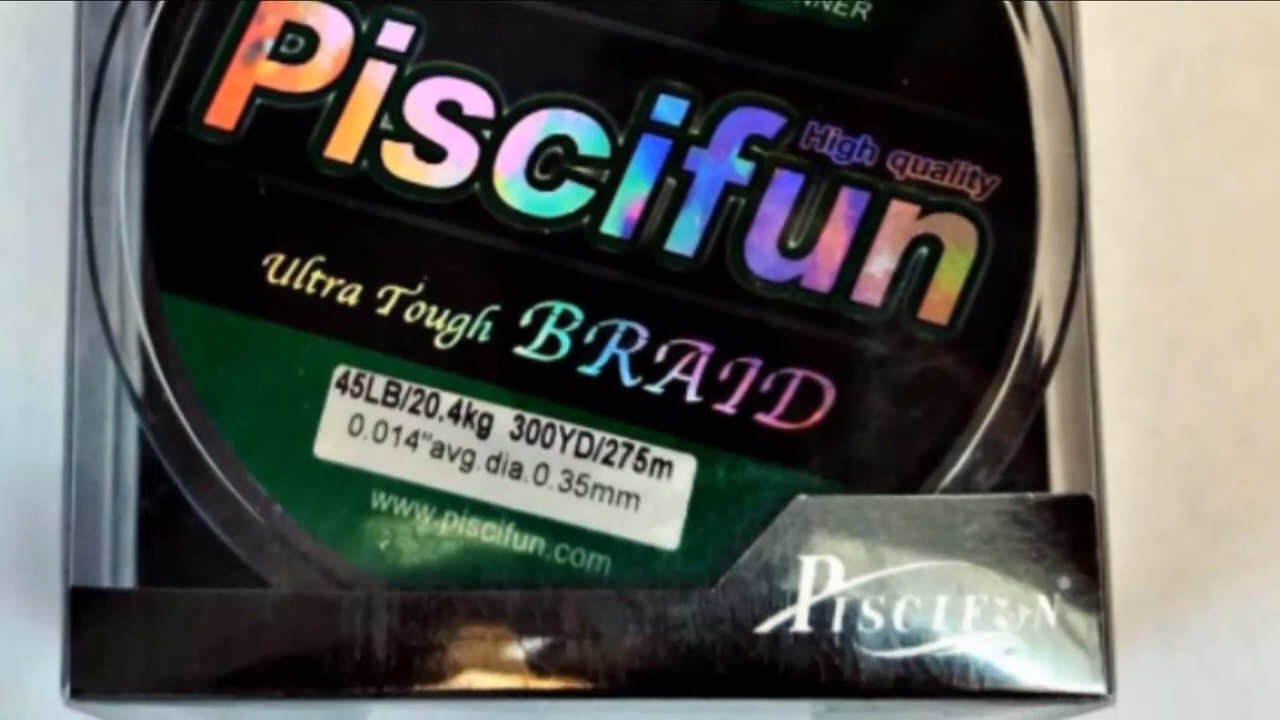 Piscifun
High quality
Ultra Tough BRAID
45LB/20.4kg 300YD/275m
0.014"avg.dia.0.35mm
www.piscifun.com
PISCIFUN